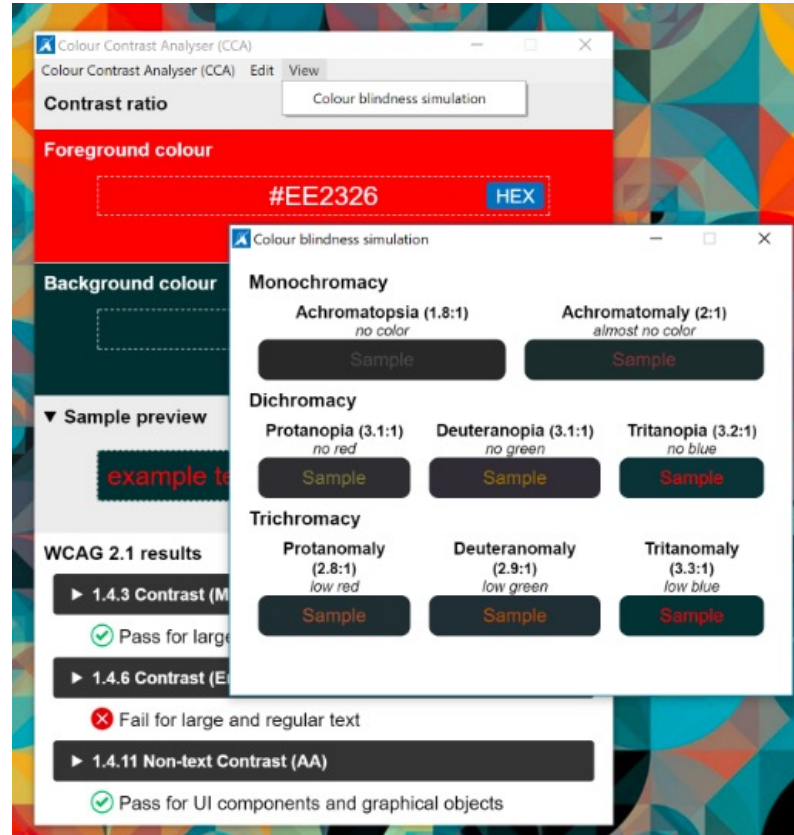 Colour Contrast Analyser (CCA)
Colour Contrast Analyser (CCA) Edit View
Colour blindness simulation
Contrast ratio
Foreground colour
#EE2326 HEX
Background colour
▼ Sample preview
example te
WCAG 2.1 results
▶ 1.4.3 Contrast (M
Pass for large
▶ 1.4.6 Contrast (E
Fail for large and regular text
▶ 1.4.11 Non-text Contrast (AA)
Pass for UI components and graphical objects
Colour blindness simulation
Monochromacy
Achromatopsia (1.8:1) Achromatomaly (2:1)
no color almost no color
Sample Sample
Dichromacy
Protanopia (3.1:1) Deuteranopia (3.1:1) Tritanopia (3.2:1)
no red no green no blue
Sample Sample Sample
Trichromacy
Protanomaly Deuteranomaly Tritanomaly
(2.8:1) (2.9:1) (3.3:1)
low red low green low blue
Sample Sample Sample